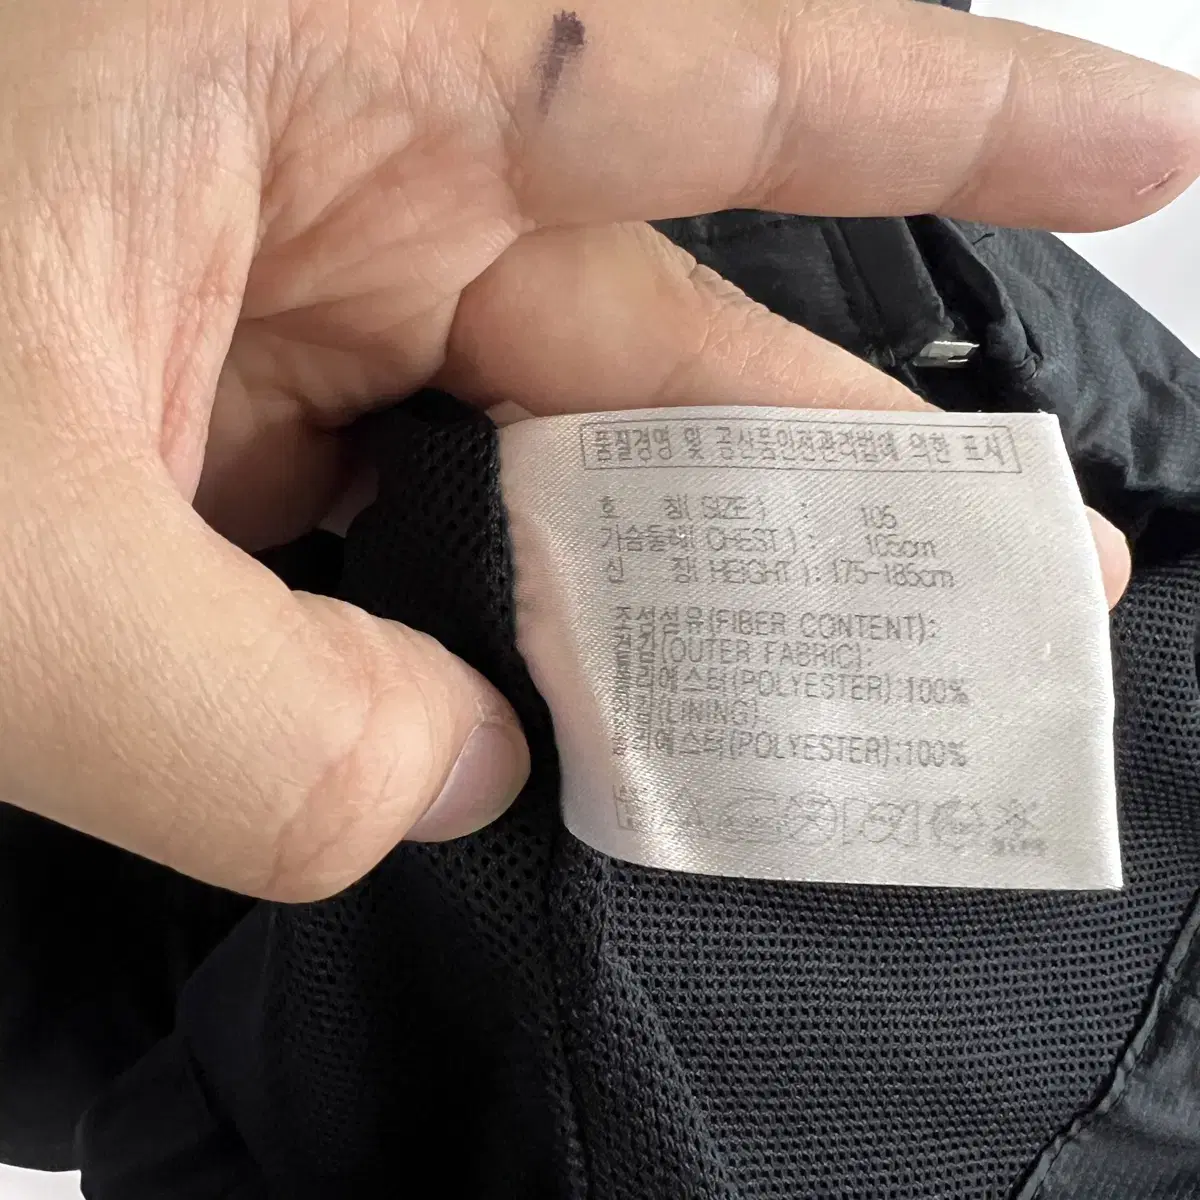 품질경영 및 공산품안전관리법에 의한 표시
호 칭( SIZE ) : 105
가슴둘레( CHEST ) : 105cm
신 장( HEIGHT ) : 175-185cm
조성섬유(FIBER CONTENT):
겉감(OUTER FABRIC):
폴리에스터(POLYESTER):100%
안감(LINING):
폴리에스터(POLYESTER):100%